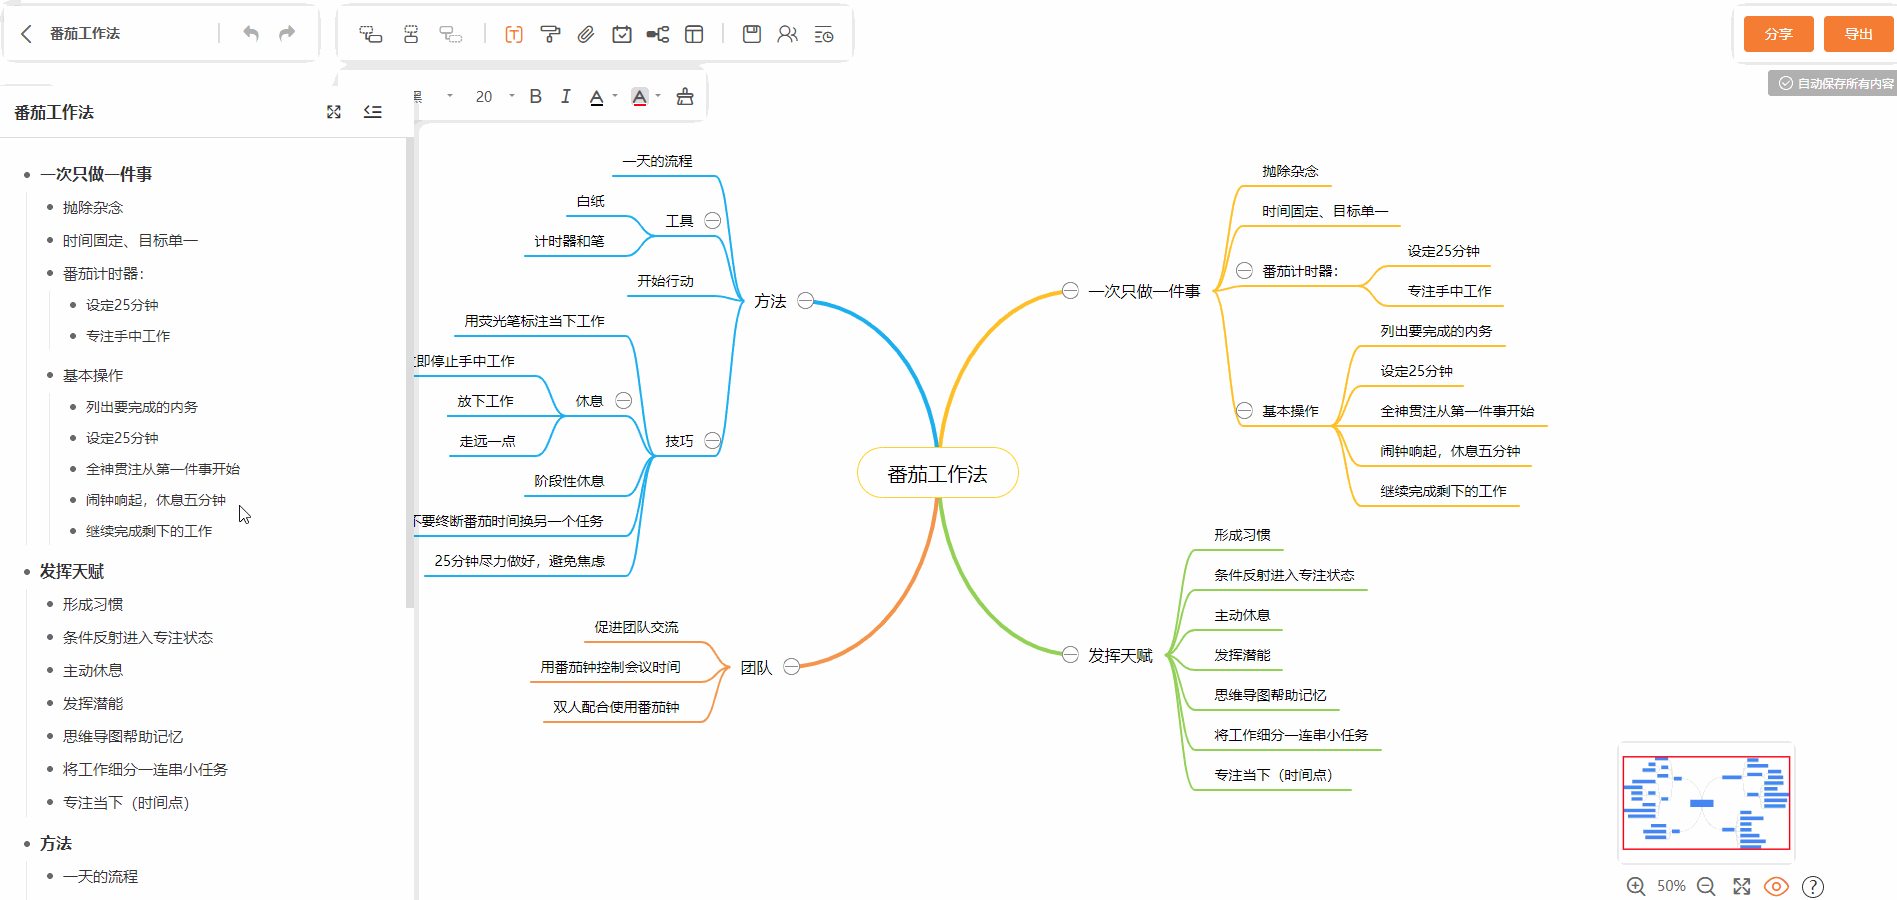 番茄工作法
分享
导出
自动保存所有内容
20
B
I
A
A
番茄工作法
一次只做一件事
抛除杂念
时间固定、目标单一
番茄计时器：
设定25分钟
专注手中工作
基本操作
列出要完成的内务
设定25分钟
全神贯注从第一件事开始
闹钟响起，休息五分钟
继续完成剩下的工作
发挥天赋
形成习惯
条件反射进入专注状态
主动休息
发挥潜能
思维导图帮助记忆
将工作细分一连串小任务
专注当下（时间点）
方法
一天的流程
一天的流程
白纸
工具
计时器和笔
开始行动
方法
用荧光笔标注当下工作
即停止手中工作
放下工作
休息
走远一点
技巧
阶段性休息
不要终断番茄时间换另一个任务
25分钟尽力做好，避免焦虑
促进团队交流
用番茄钟控制会议时间
团队
双人配合使用番茄钟
番茄工作法
抛除杂念
时间固定、目标单一
设定25分钟
番茄计时器：
一次只做一件事
专注手中工作
列出要完成的内务
设定25分钟
基本操作
全神贯注从第一件事开始
闹钟响起，休息五分钟
继续完成剩下的工作
形成习惯
条件反射进入专注状态
主动休息
发挥天赋
发挥潜能
思维导图帮助记忆
将工作细分一连串小任务
专注当下（时间点）
50%